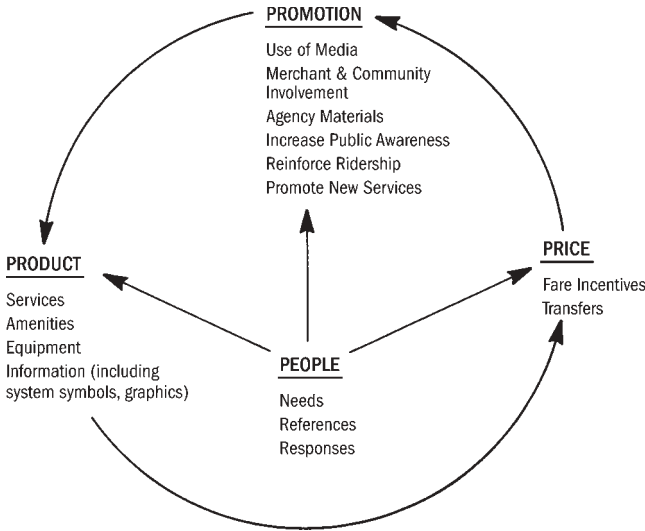 PROMOTION
Use of Media
Merchant & Community
Involvement
Agency Materials
Increase Public Awareness
Reinforce Ridership
Promote New Services
PRODUCT
Services
Amenities
Equipment
Information (including
system symbols, graphics)
PRICE
Fare Incentives
Transfers
PEOPLE
Needs
References
Responses